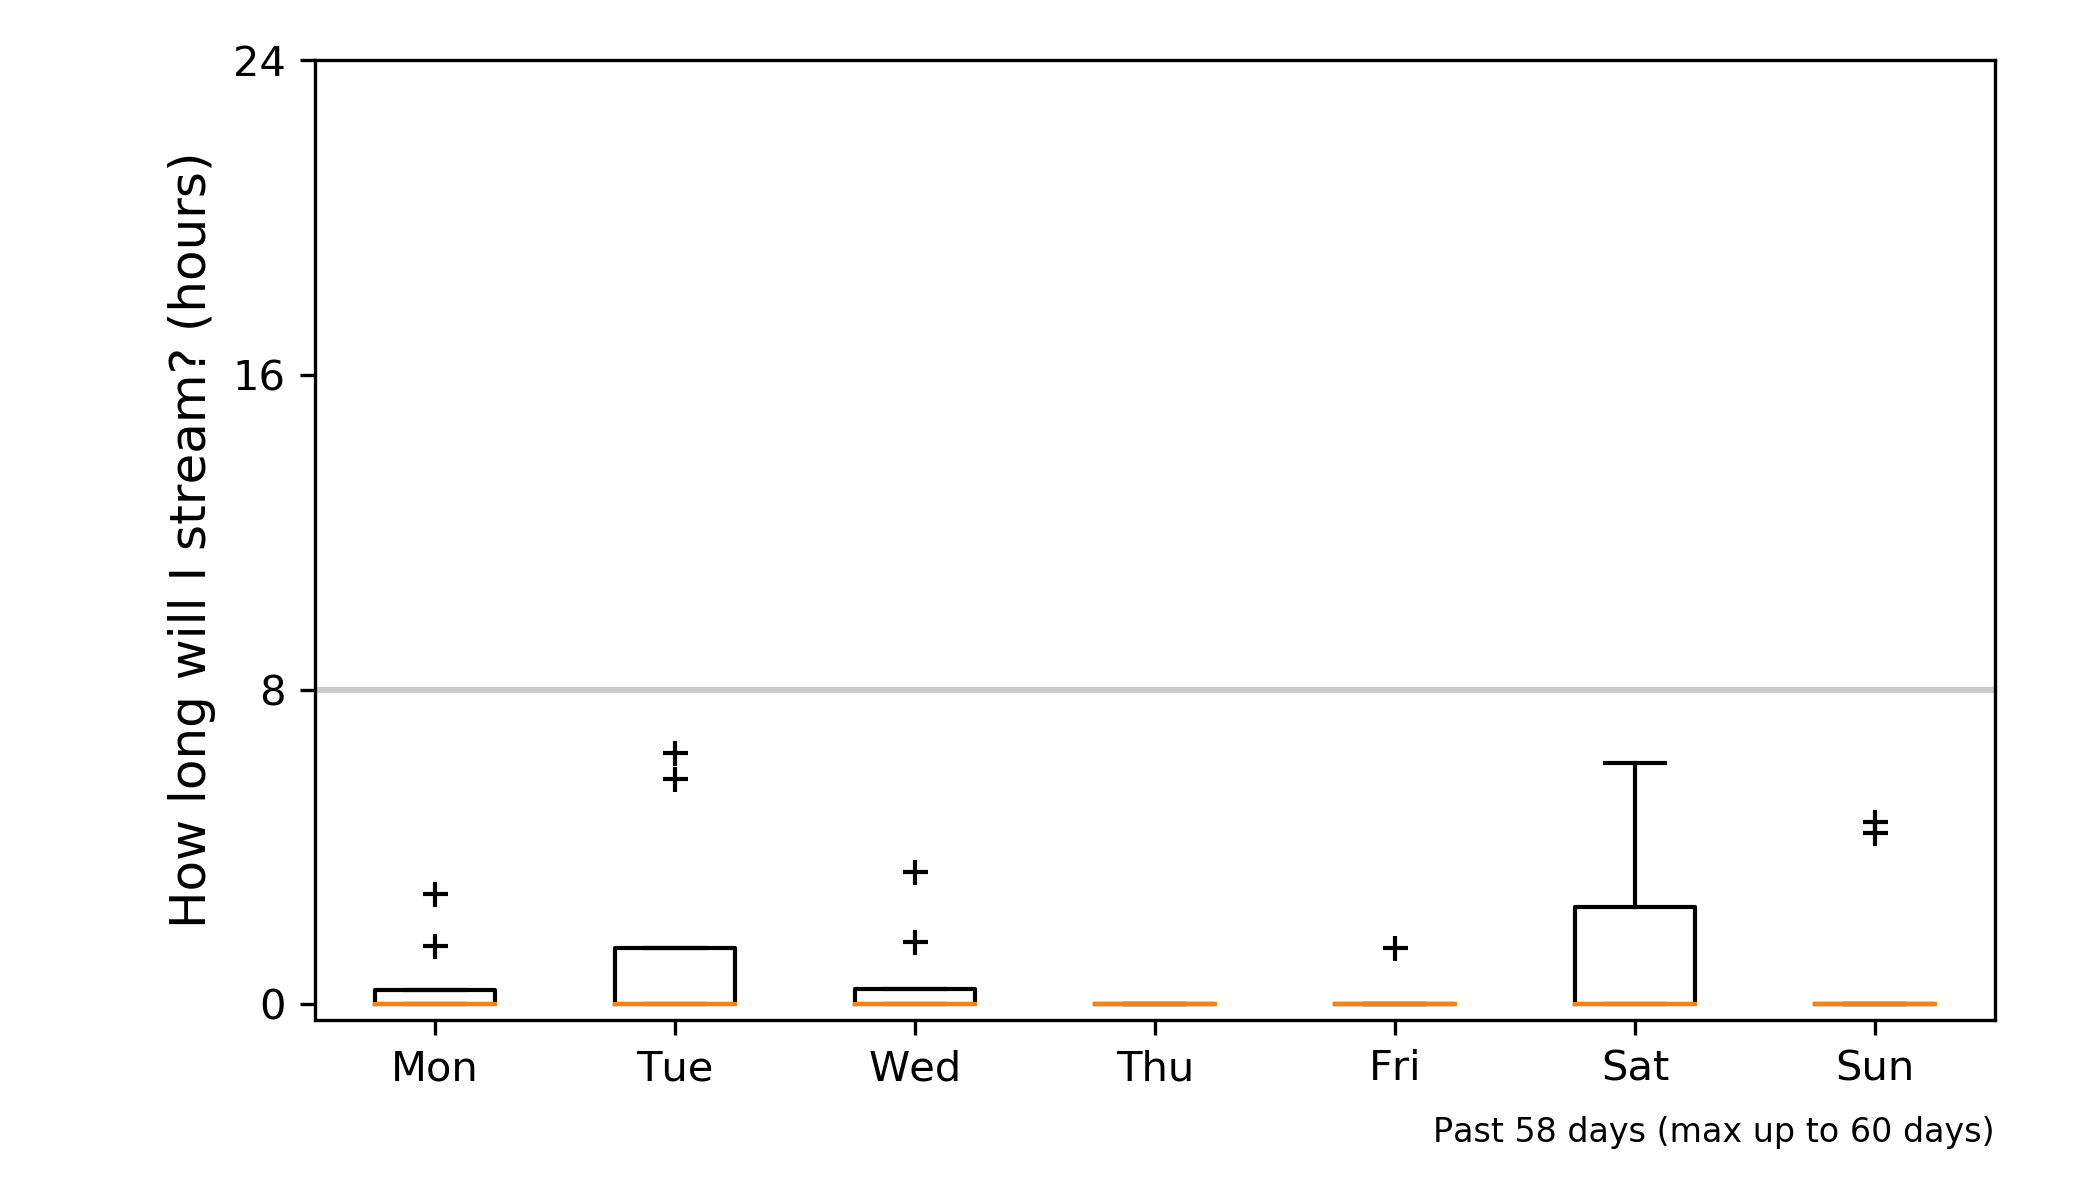 How long will I stream? (hours)
24
16
8
0
Mon Tue Wed Thu Fri Sat Sun
Past 58 days (max up to 60 days)